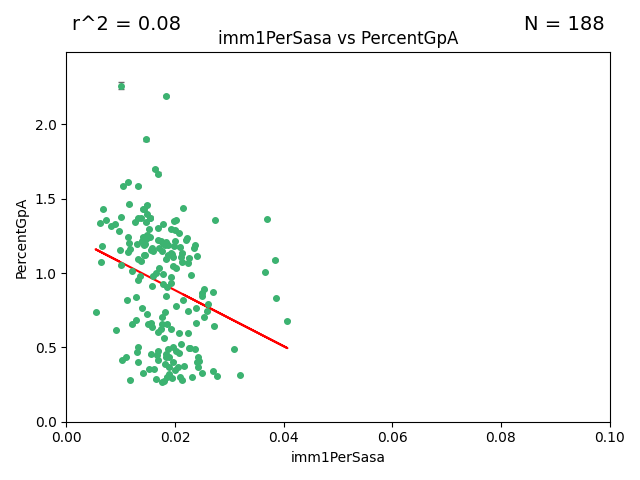 r^2 = 0.08
N = 188
imm1PerSasa vs PercentGpA
PercentGpA
2.0
1.5
1.0
0.5
0.0
0.00 0.02 0.04 0.06 0.08 0.10
imm1PerSasa